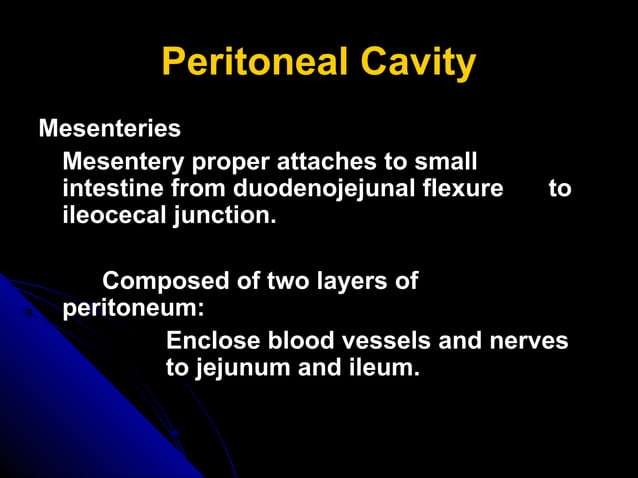 Peritoneal Cavity
Mesenteries
Mesentery proper attaches to small
intestine from duodenojejunal flexure to
ileocecal junction.
Composed of two layers of
peritoneum:
Enclose blood vessels and nerves
to jejunum and ileum.